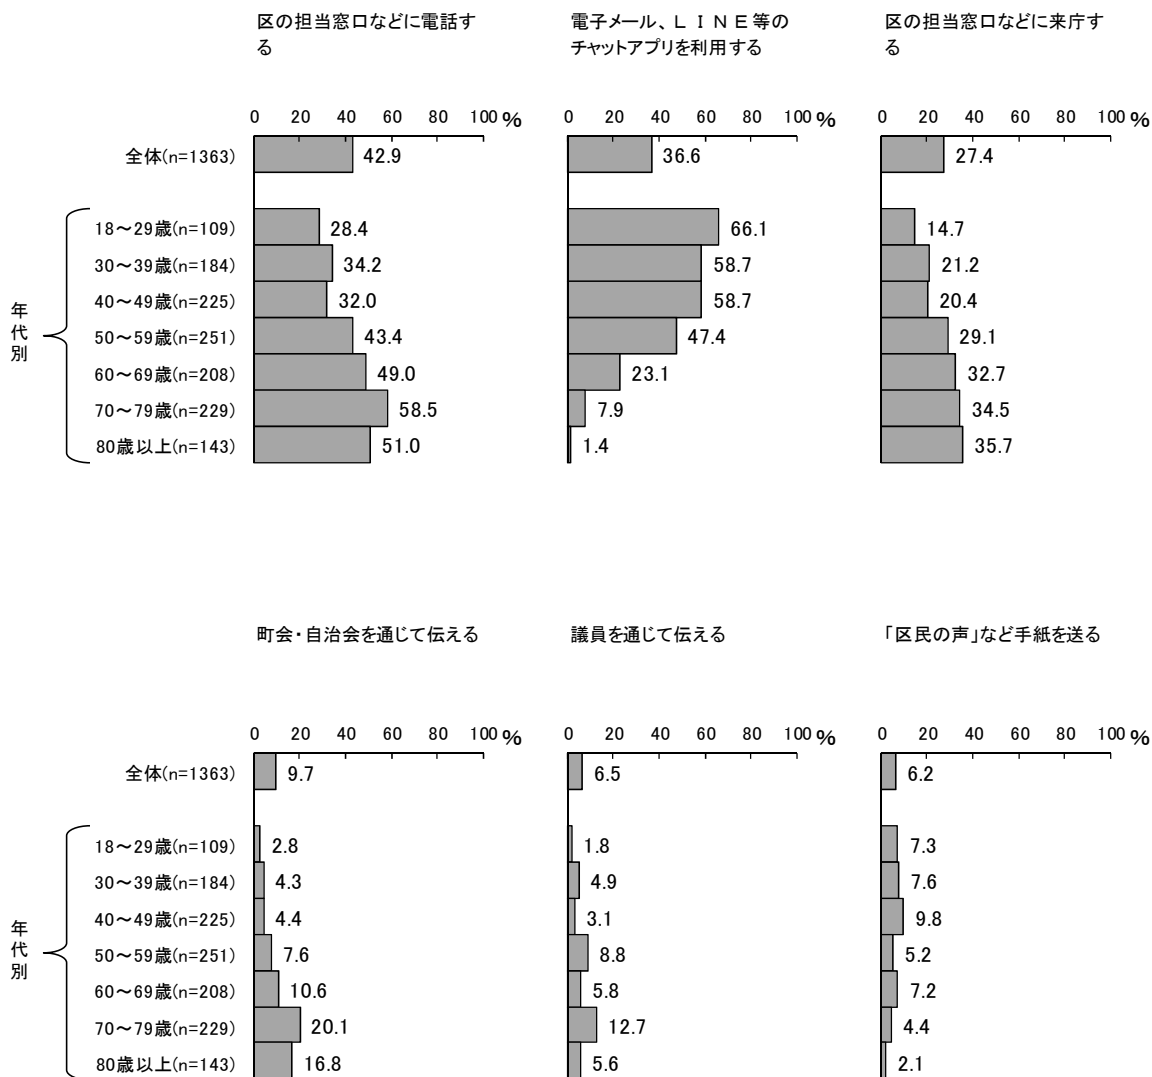 区の担当窓口などに電話す
る
電子メール、ＬＩＮＥ等の
チャットアプリを利用する
区の担当窓口などに来庁す
る
0 20 40 60 80 100 %
0 20 40 60 80 100 %
0 20 40 60 80 100 %
全体(n=1363) 42.9 36.6 27.4
18～29歳(n=109) 28.4 66.1 14.7
30～39歳(n=184) 34.2 58.7 21.2
40～49歳(n=225) 32.0 58.7 20.4
50～59歳(n=251) 43.4 47.4 29.1
60～69歳(n=208) 49.0 23.1 32.7
70～79歳(n=229) 58.5 7.9 34.5
80歳以上(n=143) 51.0 1.4 35.7
年代別
町会・自治会を通じて伝える
議員を通じて伝える
「区民の声」など手紙を送る
0 20 40 60 80 100 %
0 20 40 60 80 100 %
0 20 40 60 80 100 %
全体(n=1363) 9.7 6.5 6.2
18～29歳(n=109) 2.8 1.8 7.3
30～39歳(n=184) 4.3 4.9 7.6
40～49歳(n=225) 4.4 3.1 9.8
50～59歳(n=251) 7.6 8.8 5.2
60～69歳(n=208) 10.6 5.8 7.2
70～79歳(n=229) 20.1 12.7 4.4
80歳以上(n=143) 16.8 5.6 2.1
年代別